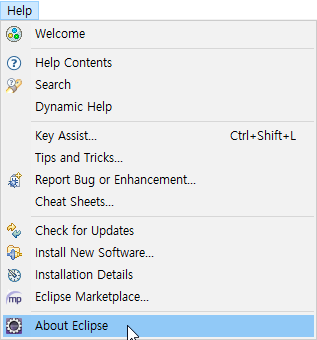 Help
Welcome
Help Contents
Search
Dynamic Help
Key Assist... Ctrl+Shift+L
Tips and Tricks...
Report Bug or Enhancement...
Cheat Sheets...
Check for Updates
Install New Software...
Installation Details
mp Eclipse Marketplace...
About Eclipse